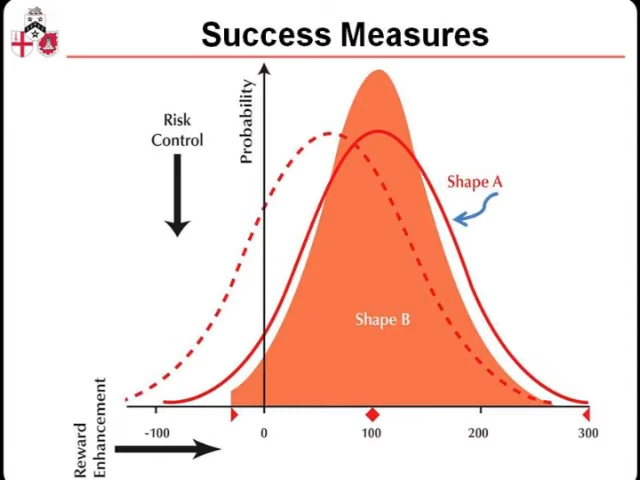 Success Measures
Probability
Risk
Control
Shape A
Shape B
Reward
Enhancement
-100
0
100
200
300